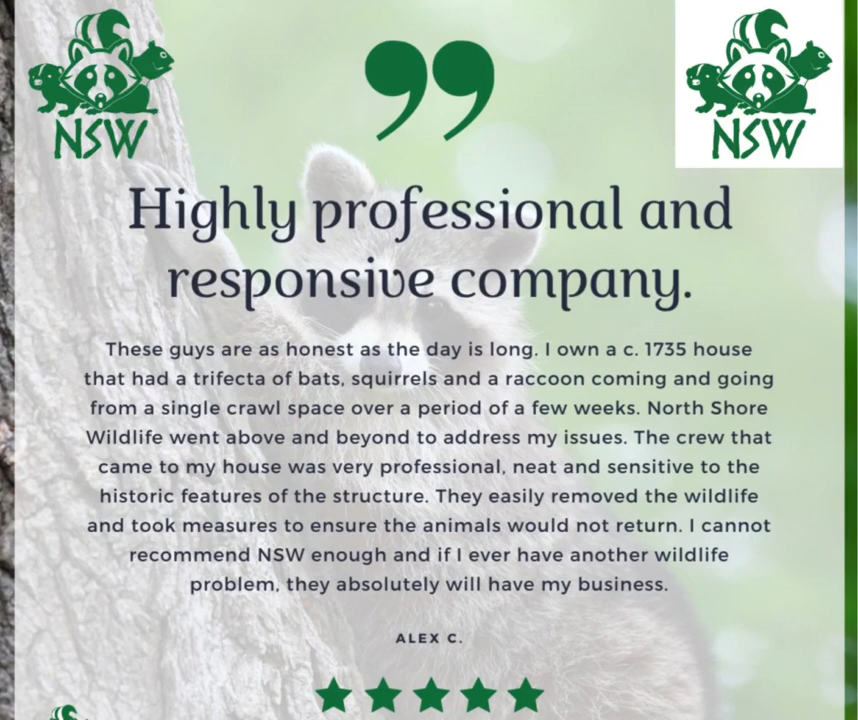 NSW
NSW
Highly professional and
responsive company.
These guys are as honest as the day is long. I own a c. 1735 house
that had a trifecta of bats, squirrels and a raccoon coming and going
from a single crawl space over a period of a few weeks. North Shore
Wildlife went above and beyond to address my issues. The crew that
came to my house was very professional, neat and sensitive to the
historic features of the structure. They easily removed the wildlife
and took measures to ensure the animals would not return. I cannot
recommend NSW enough and if I ever have another wildlife
problem, they absolutely will have my business.
ALEX C.